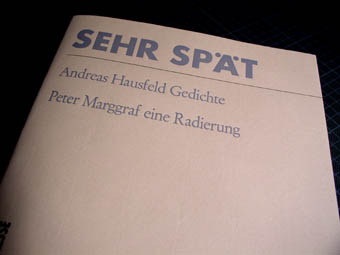 SEHR SPÄT
Andreas Hausfeld Gedichte
Peter Marggraf eine Radierung